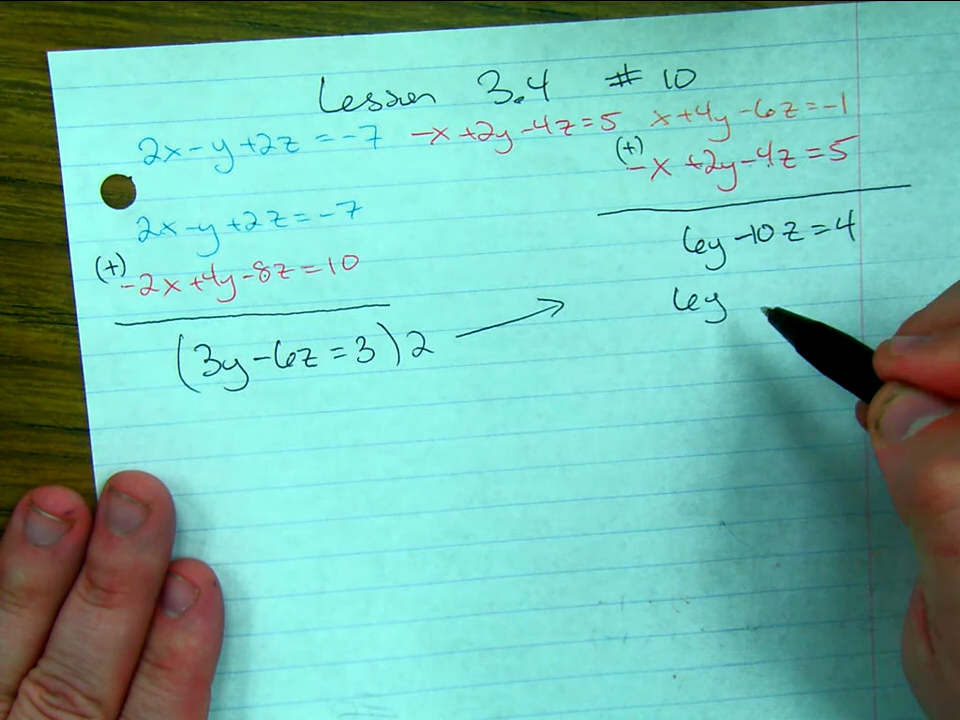 Lesson 3.4 # 10
2x - y + 2z = -7 -x + 2y - 4z = 5 x + 4y - 6z = -1
(+) -x + 2y - 4z = 5
2x - y + 2z = -7
(+) -2x + 4y - 8z = 10
6y - 10z = 4
(3y - 6z = 3) 2 →
6y